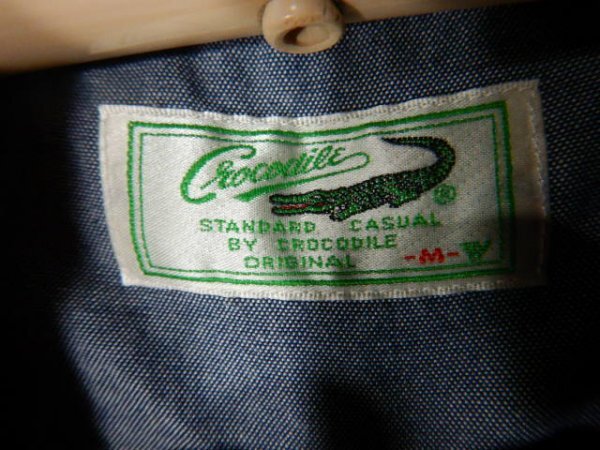 Crocodile ®
STANDARD CASUAL
BY CROCODILE
ORIGINAL -M-